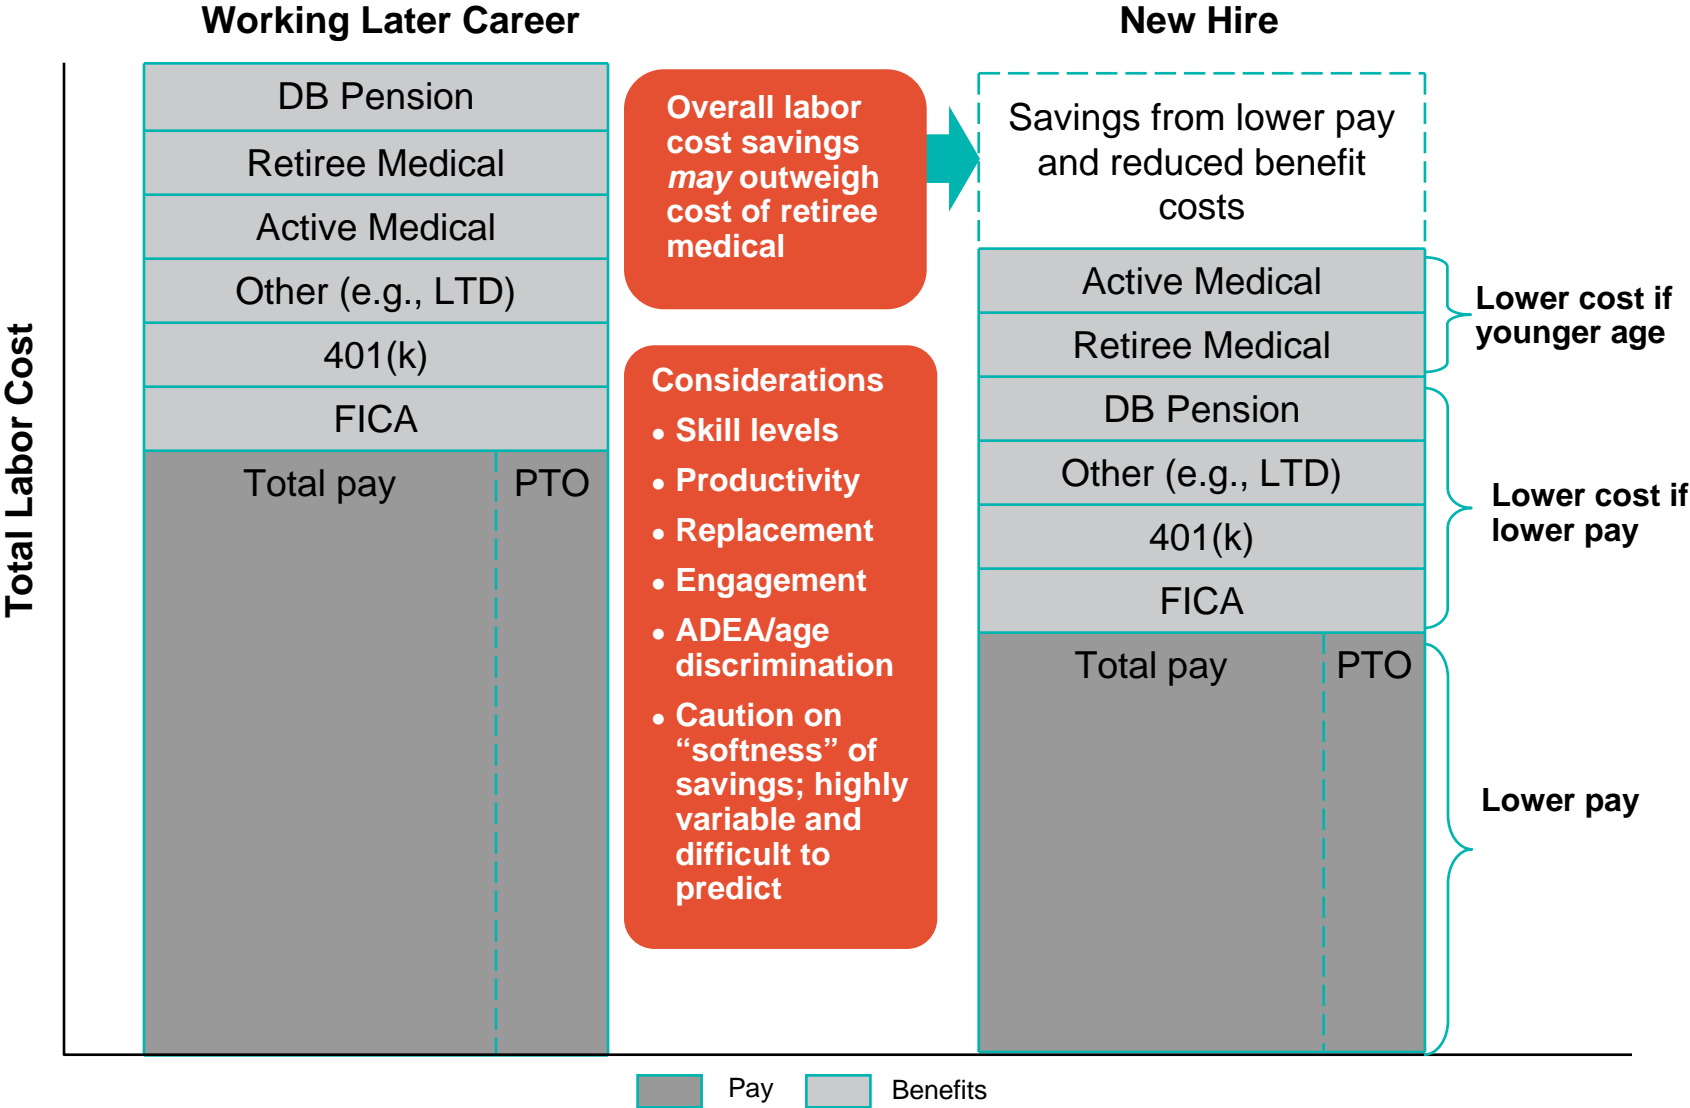 Working Later Career
New Hire
Total Labor Cost
DB Pension
Retiree Medical
Active Medical
Other (e.g., LTD)
401(k)
FICA
Total pay
PTO
Overall labor
cost savings
may outweigh
cost of retiree
medical
Considerations
• Skill levels
• Productivity
• Replacement
• Engagement
• ADEA/age
discrimination
• Caution on
“softness” of
savings; highly
variable and
difficult to
predict
Savings from lower pay
and reduced benefit
costs
Active Medical
Retiree Medical
DB Pension
Other (e.g., LTD)
401(k)
FICA
Total pay
PTO
Lower cost if
younger age
Lower cost if
lower pay
Lower pay
Pay
Benefits